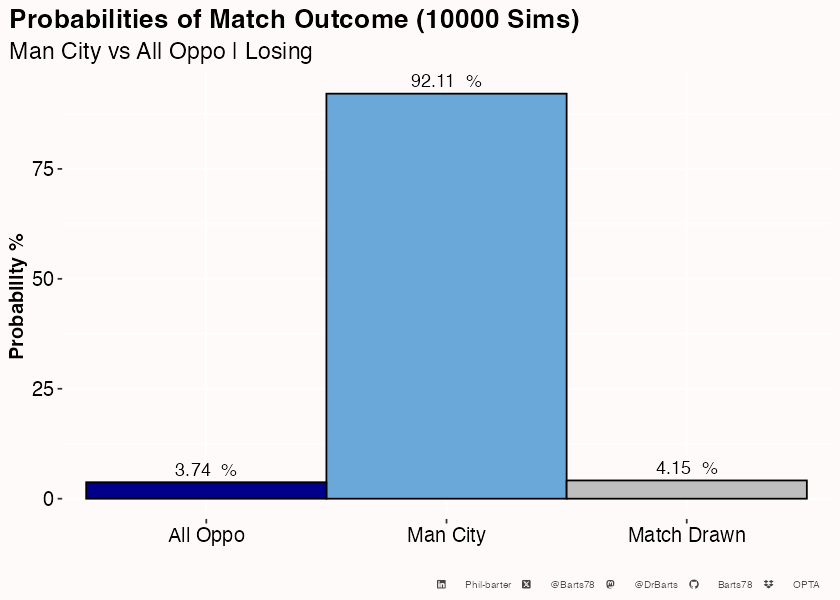 Probabilities of Match Outcome (10000 Sims)
Man City vs All Oppo | Losing
92.11 %
75
Probability %
50
25
3.74 %
4.15 %
0
All Oppo Man City Match Drawn
Phil-barter @Barts78 @DrBarts Barts78 OPTA